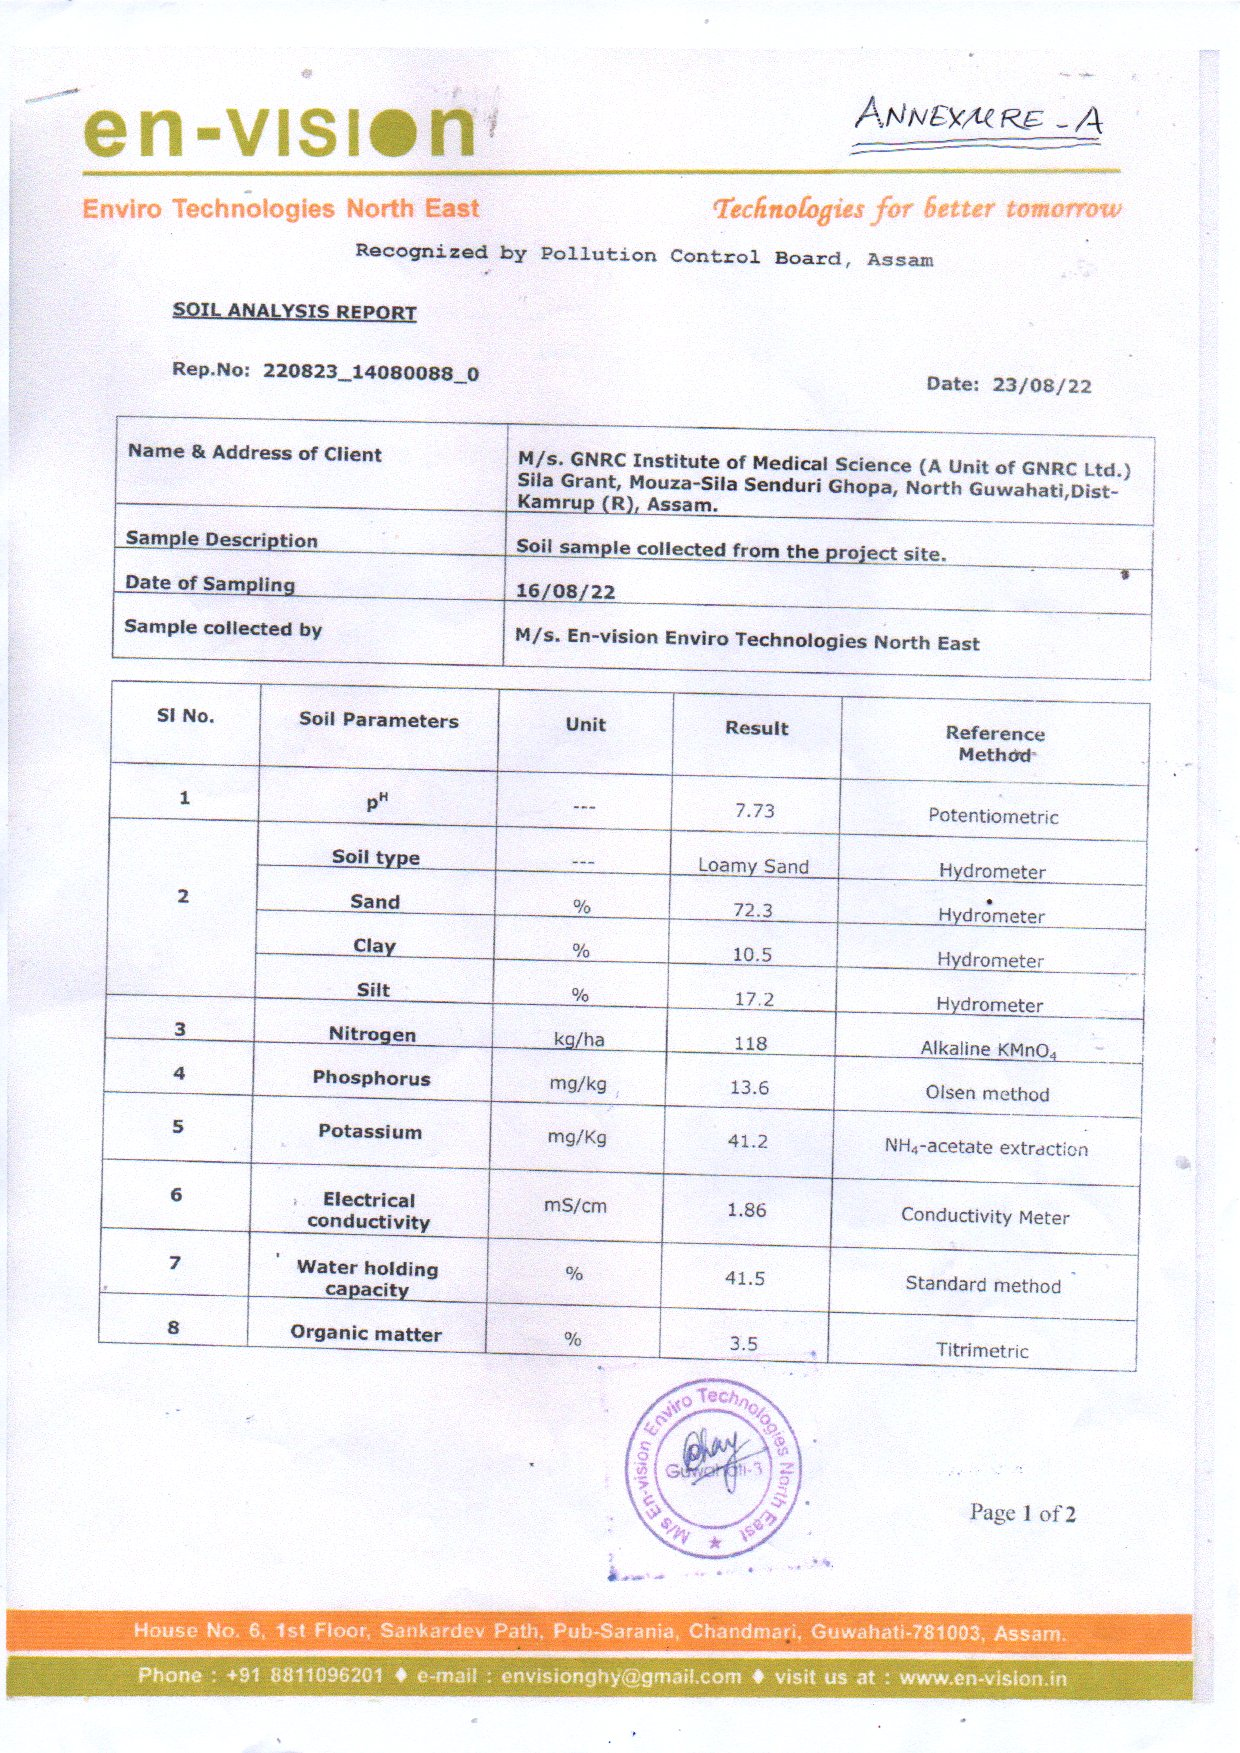 en-vision
ANNEXURE - A
Enviro Technologies North East
Technologies for better tomorrow
Recognized by Pollution Control Board, Assam
SOIL ANALYSIS REPORT
Rep.No: 220823_14080088_0
Date: 23/08/22
Name & Address of Client
M/s. GNRC Institute of Medical Science (A Unit of GNRC Ltd.)
Sila Grant, Mouza-Sila Senduri Ghopa, North Guwahati,Dist-
Kamrup (R), Assam.
Sample Description Soil sample collected from the project site.
Date of Sampling 16/08/22
Sample collected by M/s. En-vision Enviro Technologies North East
Sl No. Soil Parameters Unit Result Reference
Method
1 pH --- 7.73 Potentiometric
Soil type --- Loamy Sand Hydrometer
2 Sand % 72.3 Hydrometer
Clay % 10.5 Hydrometer
Silt % 17.2 Hydrometer
3 Nitrogen kg/ha 118 Alkaline KMnO4
4 Phosphorus mg/kg 13.6 Olsen method
5 Potassium mg/Kg 41.2 NH4-acetate extraction
6 Electrical mS/cm 1.86 Conductivity Meter
conductivity
7 Water holding % 41.5 Standard method
capacity
8 Organic matter % 3.5 Titrimetric
M/s En-vision Enviro Technologies North East
Guwahati-3
Page 1 of 2
House No. 6, 1st Floor, Sankardev Path, Pub-Sarania, Chandmari, Guwahati-781003, Assam.
Phone : +91 8811096201 ♦ e-mail : envisionghy@gmail.com ♦ visit us at : www.en-vision.in